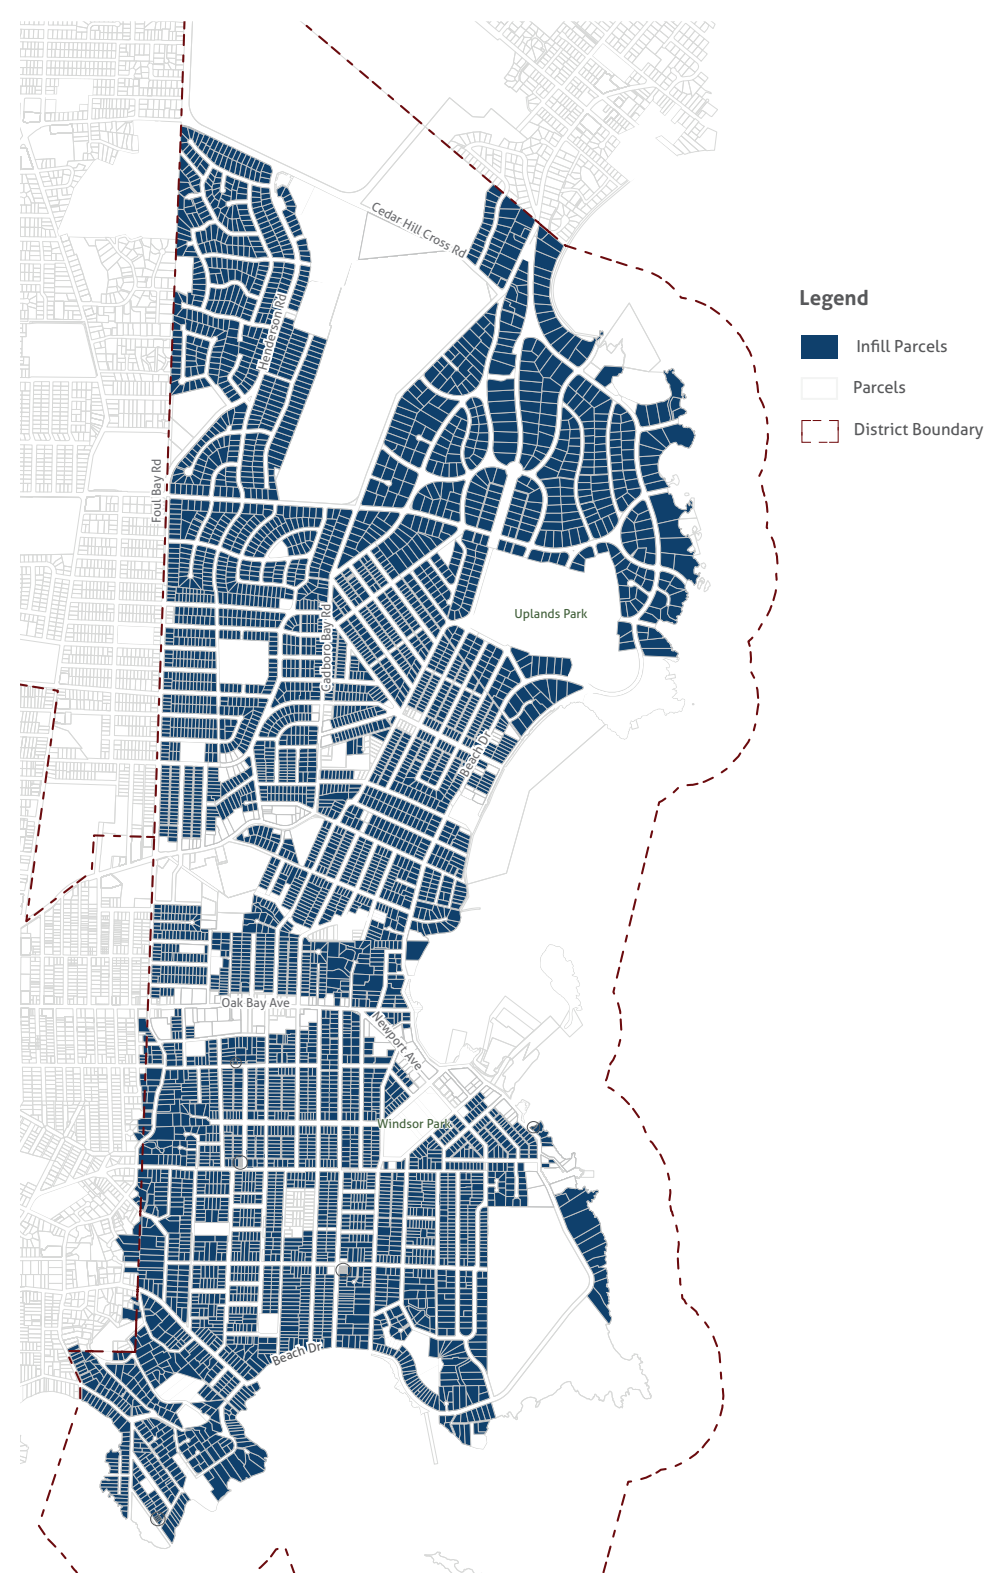 Cedar Hill Cross Rd
Legend
Henderson Rd
Infill Parcels
Parcels
District Boundary
Foul Bay Rd
Uplands Park
Cadboro Bay Rd
Beach Dr
Oak Bay Ave
Newport Ave
Windsor Park
Beach Dr